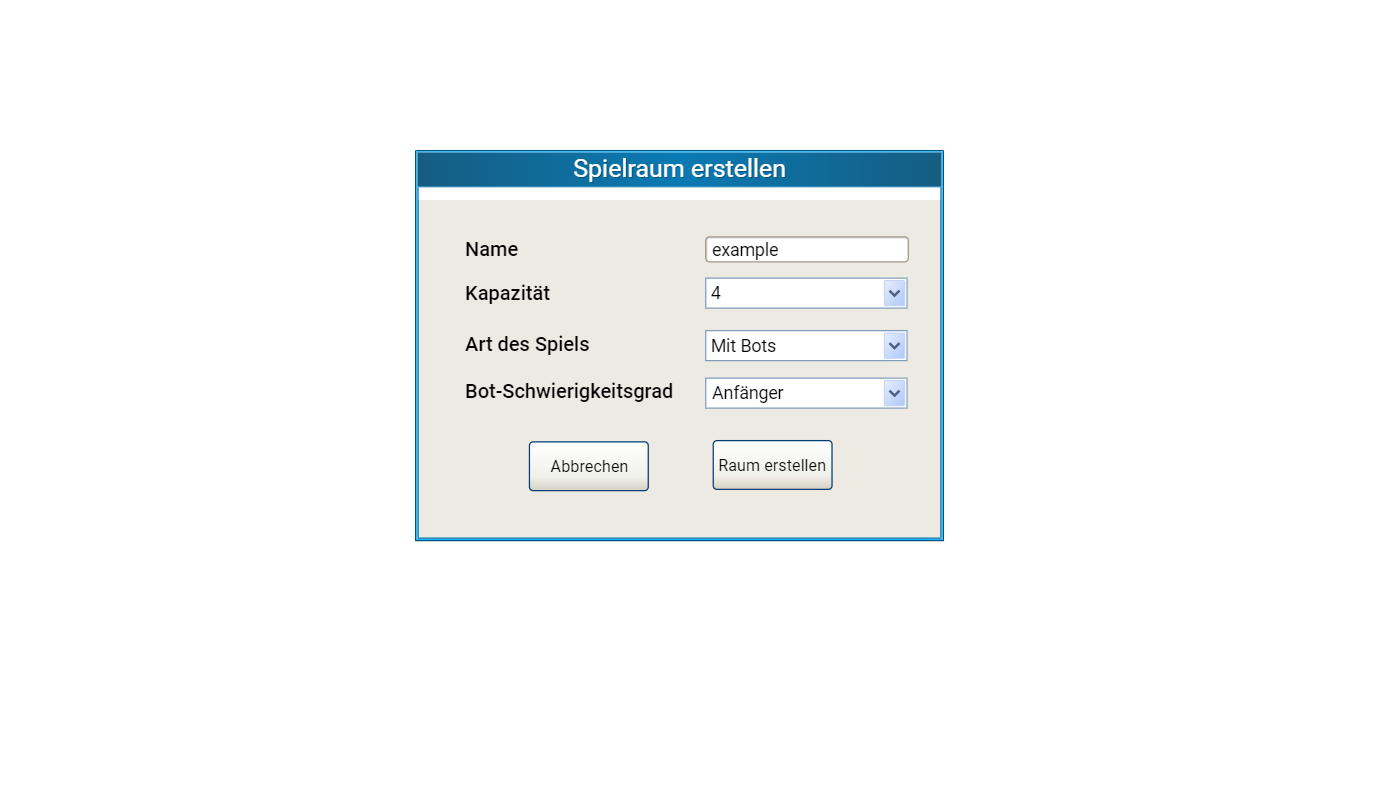 Spielraum erstellen
Name
example
Kapazität
4
Art des Spiels
Mit Bots
Bot-Schwierigkeitsgrad
Anfänger
Abbrechen
Raum erstellen